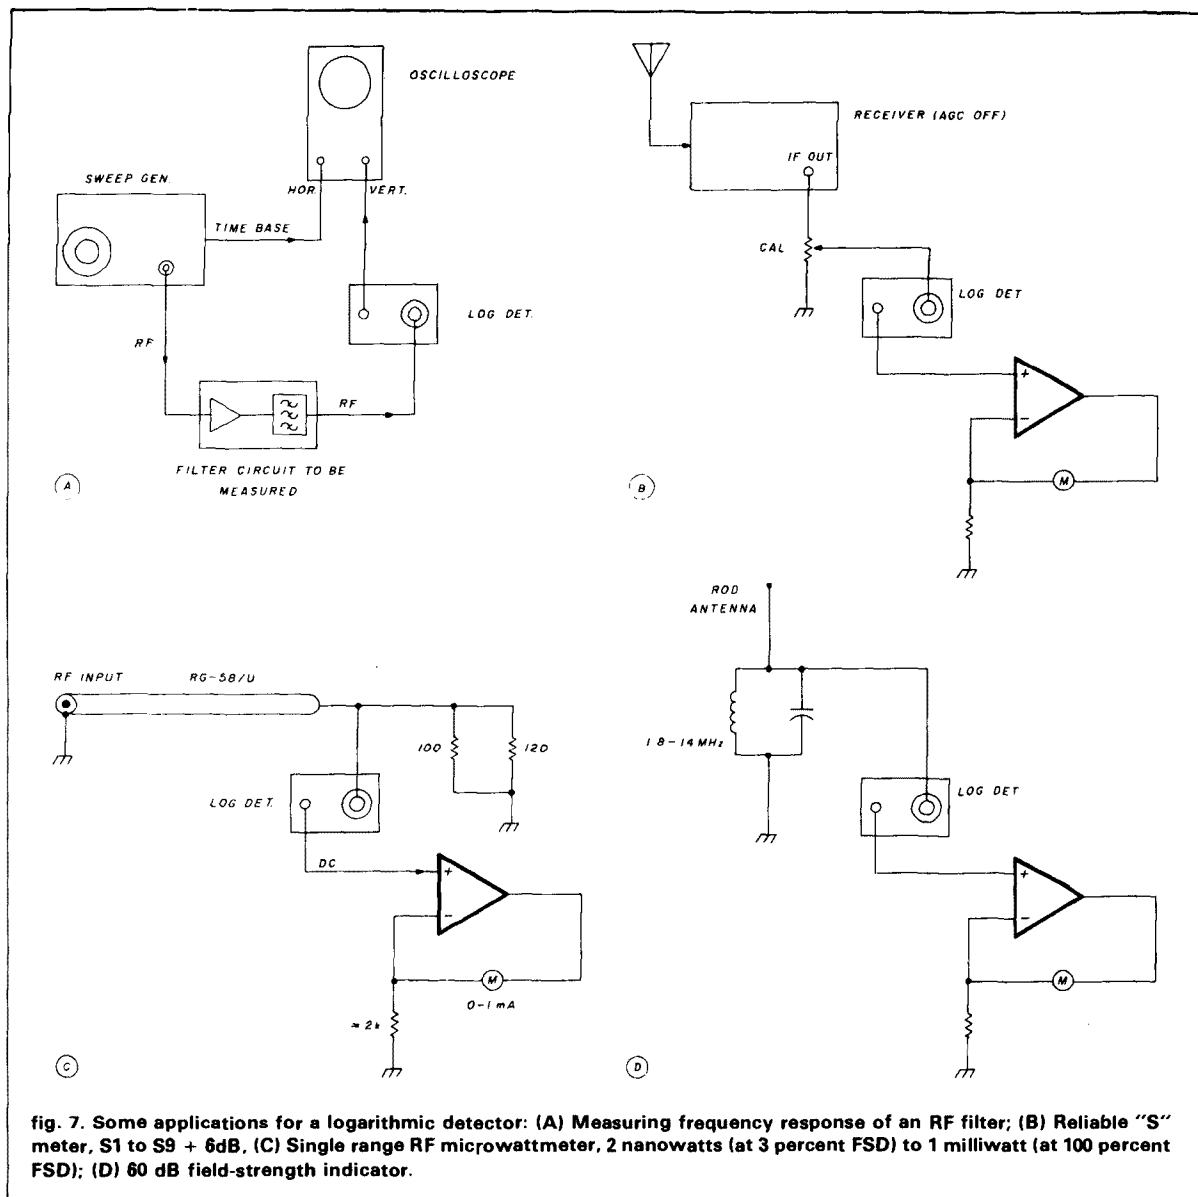 OSCILLOSCOPE
HOR.
VERT.
SWEEP GEN.
TIME BASE
LOG DET.
RF
RF
FILTER CIRCUIT TO BE
MEASURED
A
RECEIVER (AGC OFF)
IF OUT
CAL
LOG DET
+
−
M
B
RF INPUT
RG-58/U
100
120
LOG DET.
DC
+
−
M
0-1mA
≈ 2k
C
ROD
ANTENNA
1.8-14MHz
LOG DET
+
−
M
D
fig. 7. Some applications for a logarithmic detector: (A) Measuring frequency response of an RF filter; (B) Reliable "S"
meter, S1 to S9 + 6dB, (C) Single range RF microwattmeter, 2 nanowatts (at 3 percent FSD) to 1 milliwatt (at 100 percent
FSD); (D) 60 dB field-strength indicator.